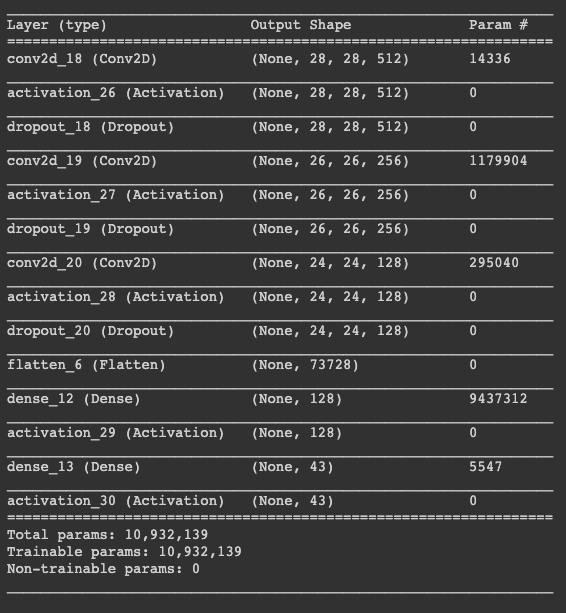 Layer (type) Output Shape Param #
=================================================================
conv2d_18 (Conv2D) (None, 28, 28, 512) 14336
activation_26 (Activation) (None, 28, 28, 512) 0
dropout_18 (Dropout) (None, 28, 28, 512) 0
conv2d_19 (Conv2D) (None, 26, 26, 256) 1179904
activation_27 (Activation) (None, 26, 26, 256) 0
dropout_19 (Dropout) (None, 26, 26, 256) 0
conv2d_20 (Conv2D) (None, 24, 24, 128) 295040
activation_28 (Activation) (None, 24, 24, 128) 0
dropout_20 (Dropout) (None, 24, 24, 128) 0
flatten_6 (Flatten) (None, 73728) 0
dense_12 (Dense) (None, 128) 9437312
activation_29 (Activation) (None, 128) 0
dense_13 (Dense) (None, 43) 5547
activation_30 (Activation) (None, 43) 0
=================================================================
Total params: 10,932,139
Trainable params: 10,932,139
Non-trainable params: 0